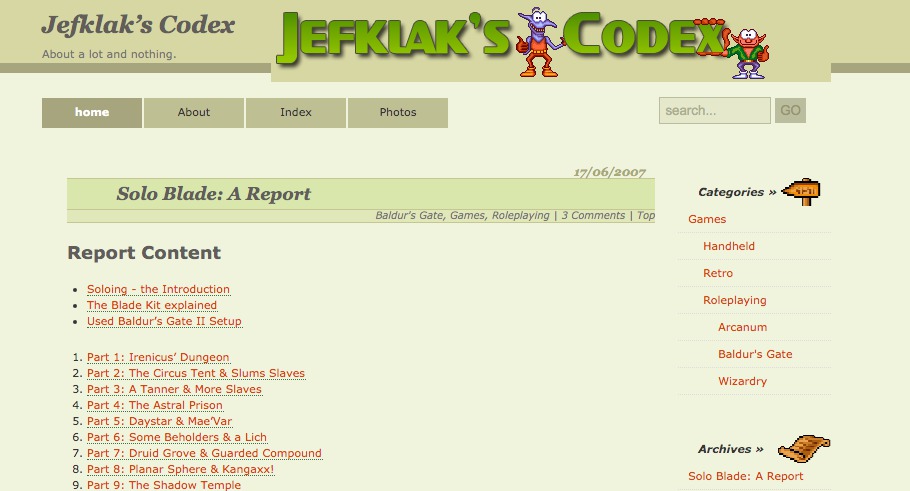 Jefklak's Codex
About a lot and nothing.
JEFKLAK'S CODEX
home
About
Index
Photos
search...
GO
17/06/2007
Solo Blade: A Report
Baldur's Gate, Games, Roleplaying | 3 Comments | Top
Report Content
• Soloing - the Introduction
• The Blade Kit explained
• Used Baldur's Gate II Setup
1. Part 1: Irenicus' Dungeon
2. Part 2: The Circus Tent & Slums Slaves
3. Part 3: A Tanner & More Slaves
4. Part 4: The Astral Prison
5. Part 5: Daystar & Mae'Var
6. Part 6: Some Beholders & a Lich
7. Part 7: Druid Grove & Guarded Compound
8. Part 8: Planar Sphere & Kangaxx!
9. Part 9: The Shadow Temple
Categories »
Games
Handheld
Retro
Roleplaying
Arcanum
Baldur's Gate
Wizardry
Archives »
Solo Blade: A Report